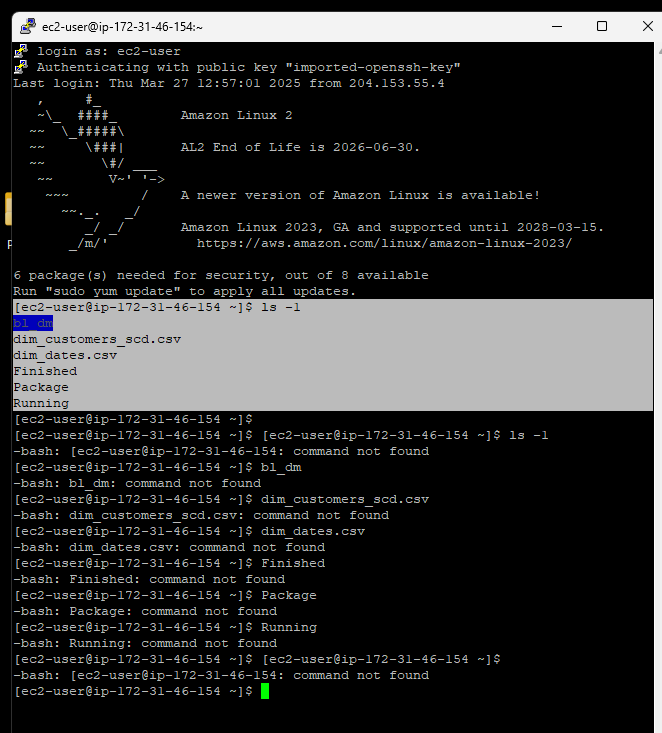 ec2-user@ip-172-31-46-154:~
login as: ec2-user
Authenticating with public key "imported-openssh-key"
Last login: Thu Mar 27 12:57:01 2025 from 204.153.55.4
   ,     #_
   ~\_  ####_        Amazon Linux 2
  ~~  \_#####\
  ~~     \###|       AL2 End of Life is 2026-06-30.
  ~~       \#/ ___
   ~~       V~' '->
    ~~~         /    A newer version of Amazon Linux is available!
      ~~._.   _/
         _/ _/       Amazon Linux 2023, GA and supported until 2028-03-15.
       _/m/'           https://aws.amazon.com/linux/amazon-linux-2023/
6 package(s) needed for security, out of 8 available
Run "sudo yum update" to apply all updates.
[ec2-user@ip-172-31-46-154 ~]$ ls -1
bl_dm
dim_customers_scd.csv
dim_dates.csv
Finished
Package
Running
[ec2-user@ip-172-31-46-154 ~]$
[ec2-user@ip-172-31-46-154 ~]$ [ec2-user@ip-172-31-46-154 ~]$ ls -1
-bash: [ec2-user@ip-172-31-46-154: command not found
[ec2-user@ip-172-31-46-154 ~]$ bl_dm
-bash: bl_dm: command not found
[ec2-user@ip-172-31-46-154 ~]$ dim_customers_scd.csv
-bash: dim_customers_scd.csv: command not found
[ec2-user@ip-172-31-46-154 ~]$ dim_dates.csv
-bash: dim_dates.csv: command not found
[ec2-user@ip-172-31-46-154 ~]$ Finished
-bash: Finished: command not found
[ec2-user@ip-172-31-46-154 ~]$ Package
-bash: Package: command not found
[ec2-user@ip-172-31-46-154 ~]$ Running
-bash: Running: command not found
[ec2-user@ip-172-31-46-154 ~]$ [ec2-user@ip-172-31-46-154 ~]$
-bash: [ec2-user@ip-172-31-46-154: command not found
[ec2-user@ip-172-31-46-154 ~]$